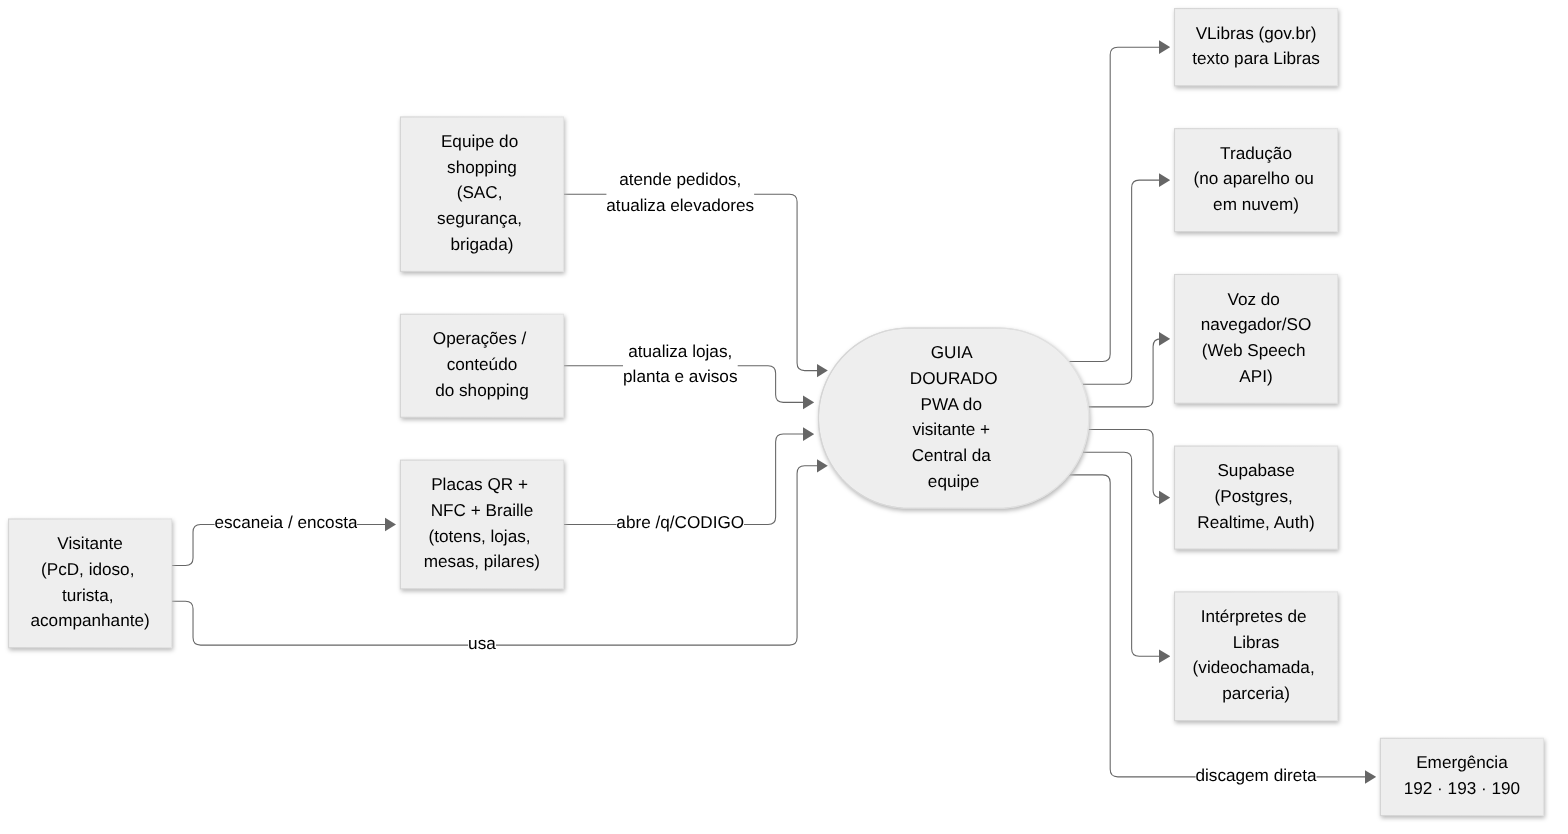 VLibras (gov.br)
texto para Libras
Equipe do
shopping
(SAC,
segurança,
brigada)
atende pedidos,
atualiza elevadores
Tradução
(no aparelho ou
em nuvem)
Operações /
conteúdo
do shopping
atualiza lojas,
planta e avisos
GUIA
DOURADO
PWA do
visitante +
Central da
equipe
Voz do
navegador/SO
(Web Speech
API)
Visitante
(PcD, idoso,
turista,
acompanhante)
escaneia / encosta
Placas QR +
NFC + Braille
(totens, lojas,
mesas, pilares)
abre /q/CODIGO
usa
Supabase
(Postgres,
Realtime, Auth)
Intérpretes de
Libras
(videochamada,
parceria)
discagem direta
Emergência
192 · 193 · 190